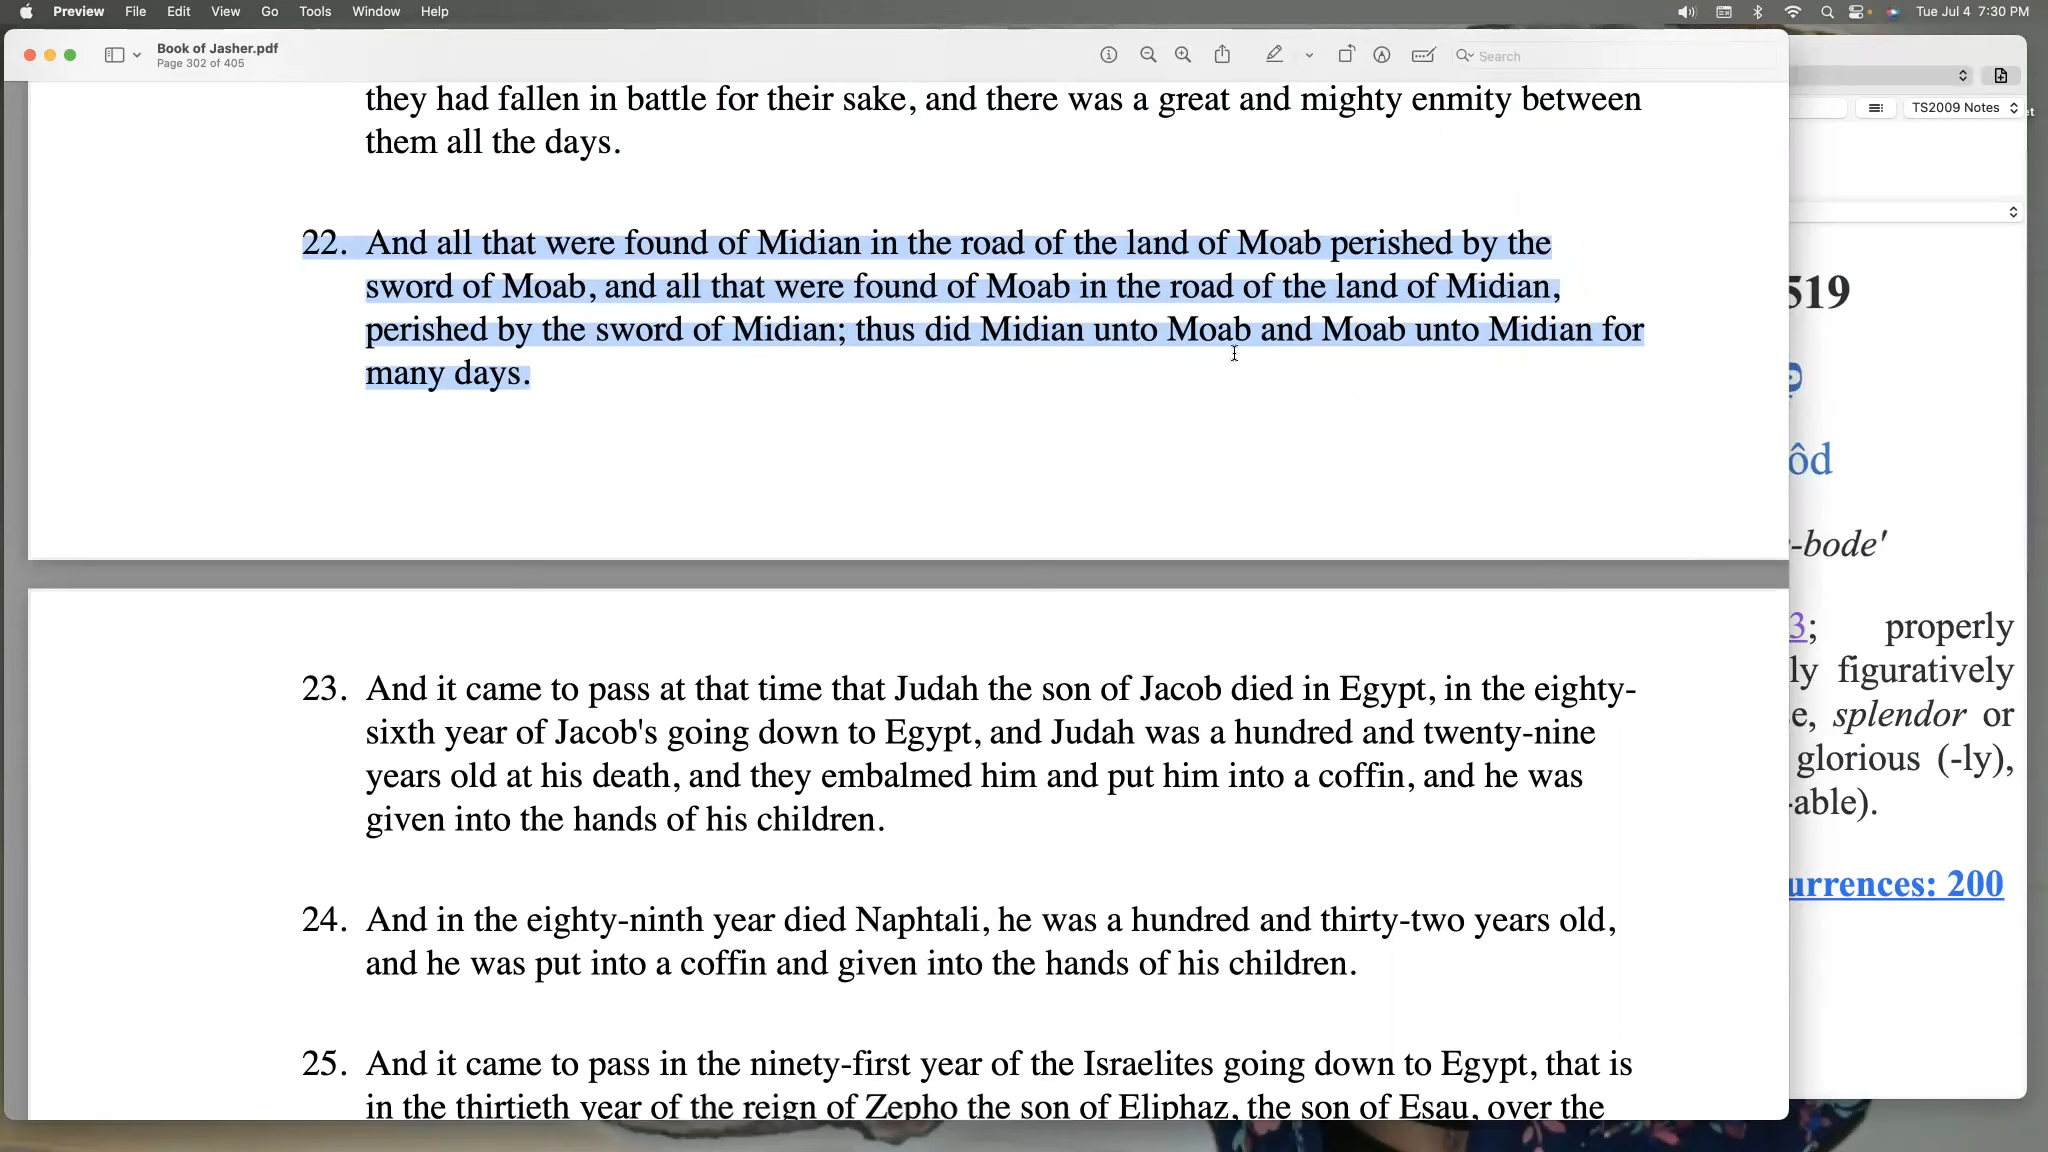 Preview File Edit View Go Tools Window Help
Tue Jul 4 7:30 PM
Book of Jasher.pdf
Page 302 of 405
Search
TS2009 Notes
they had fallen in battle for their sake, and there was a great and mighty enmity between
them all the days.
22. And all that were found of Midian in the road of the land of Moab perished by the
sword of Moab, and all that were found of Moab in the road of the land of Midian,
perished by the sword of Midian; thus did Midian unto Moab and Moab unto Midian for
many days.
23. And it came to pass at that time that Judah the son of Jacob died in Egypt, in the eighty-
sixth year of Jacob's going down to Egypt, and Judah was a hundred and twenty-nine
years old at his death, and they embalmed him and put him into a coffin, and he was
given into the hands of his children.
24. And in the eighty-ninth year died Naphtali, he was a hundred and thirty-two years old,
and he was put into a coffin and given into the hands of his children.
25. And it came to pass in the ninety-first year of the Israelites going down to Egypt, that is
in the thirtieth year of the reign of Zepho the son of Eliphaz, the son of Esau, over the
519
ôd
-bode'
3; properly
ly figuratively
e, splendor or
glorious (-ly),
-able).
urrences: 200